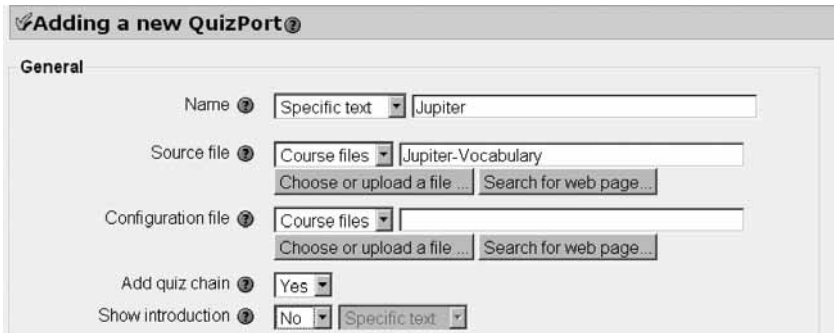 Adding a new QuizPort
General
Name Specific text Jupiter
Source file Course files Jupiter-Vocabulary
Choose or upload a file ... Search for web page...
Configuration file Course files
Choose or upload a file ... Search for web page...
Add quiz chain Yes
Show introduction No Specific text